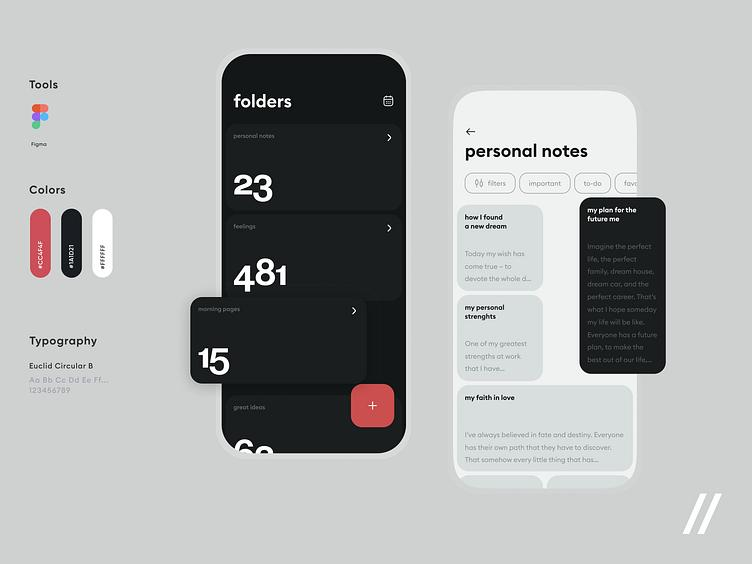 Tools
Figma
Colors
#CC4F4F
#1A1D21
#FFFFFF
Typography
Euclid Circular B
Aa Bb Cc Dd Ee Ff...
123456789
folders
personal notes
23
feelings
481
morning pages
15
great ideas
+
personal notes
filters
important
to-do
favo
how I found
a new dream
Today my wish has
come true – to
devote the whole d...
my plan for the
future me
Imagine the perfect
life, the perfect
family, dream house,
dream car, and the
perfect career. That's
what I hope someday
my life will be like.
Everyone has a future
plan, to make the
best out of our life,...
my personal
strenghts
One of my greatest
strengths at work
that I have...
my faith in love
I've always believed in fate and destiny. Everyone
has their own path that they have to discover.
That somehow every little thing that has...